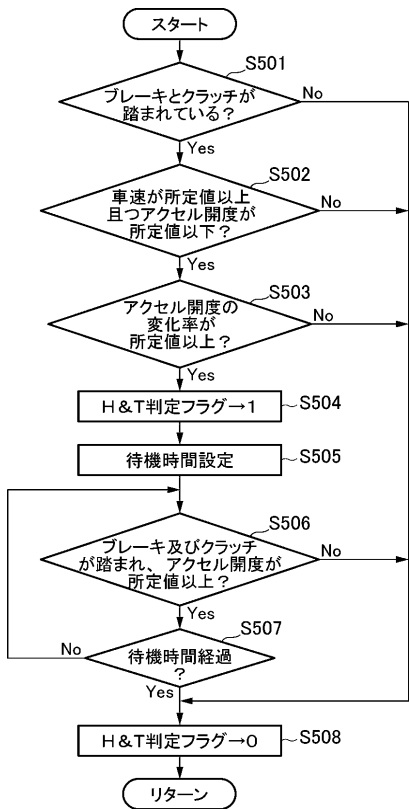 スタート
S501
ブレーキとクラッチが
踏まれている?
No
Yes
S502
車速が所定値以上
且つアクセル開度が
所定値以下?
No
Yes
S503
アクセル開度の
変化率が
所定値以上?
No
Yes
H&T判定フラグ→1
S504
待機時間設定
S505
S506
ブレーキ及びクラッチ
が踏まれ、アクセル開度が
所定値以上?
No
Yes
S507
待機時間経過
?
No
Yes
H&T判定フラグ→0
S508
リターン